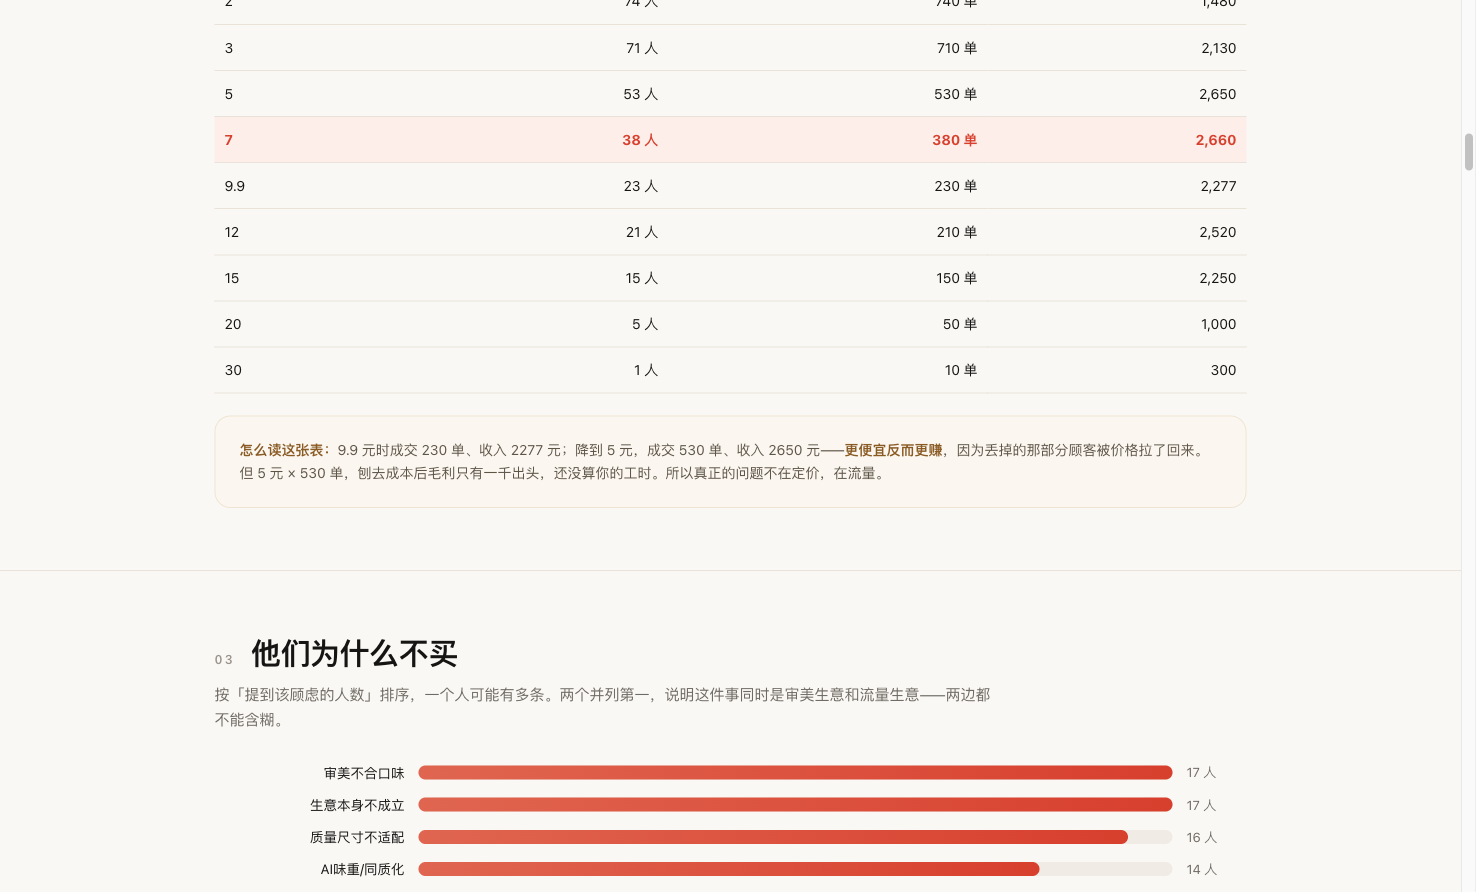 2 74 人 740 单 1,480
3 71 人 710 单 2,130
5 53 人 530 单 2,650
7 38 人 380 单 2,660
9.9 23 人 230 单 2,277
12 21 人 210 单 2,520
15 15 人 150 单 2,250
20 5 人 50 单 1,000
30 1 人 10 单 300
怎么读这张表：9.9 元时成交 230 单、收入 2277 元；降到 5 元，成交 530 单、收入 2650 元——更便宜反而更赚，因为丢掉的那部分顾客被价格拉了回来。
但 5 元 × 530 单，刨去成本后毛利只有一千出头，还没算你的工时。所以真正的问题不在定价，在流量。
03 他们为什么不买
按「提到该顾虑的人数」排序，一个人可能有多条。两个并列第一，说明这件事同时是审美生意和流量生意——两边都
不能含糊。
审美不合口味 17 人
生意本身不成立 17 人
质量尺寸不适配 16 人
AI味重/同质化 14 人